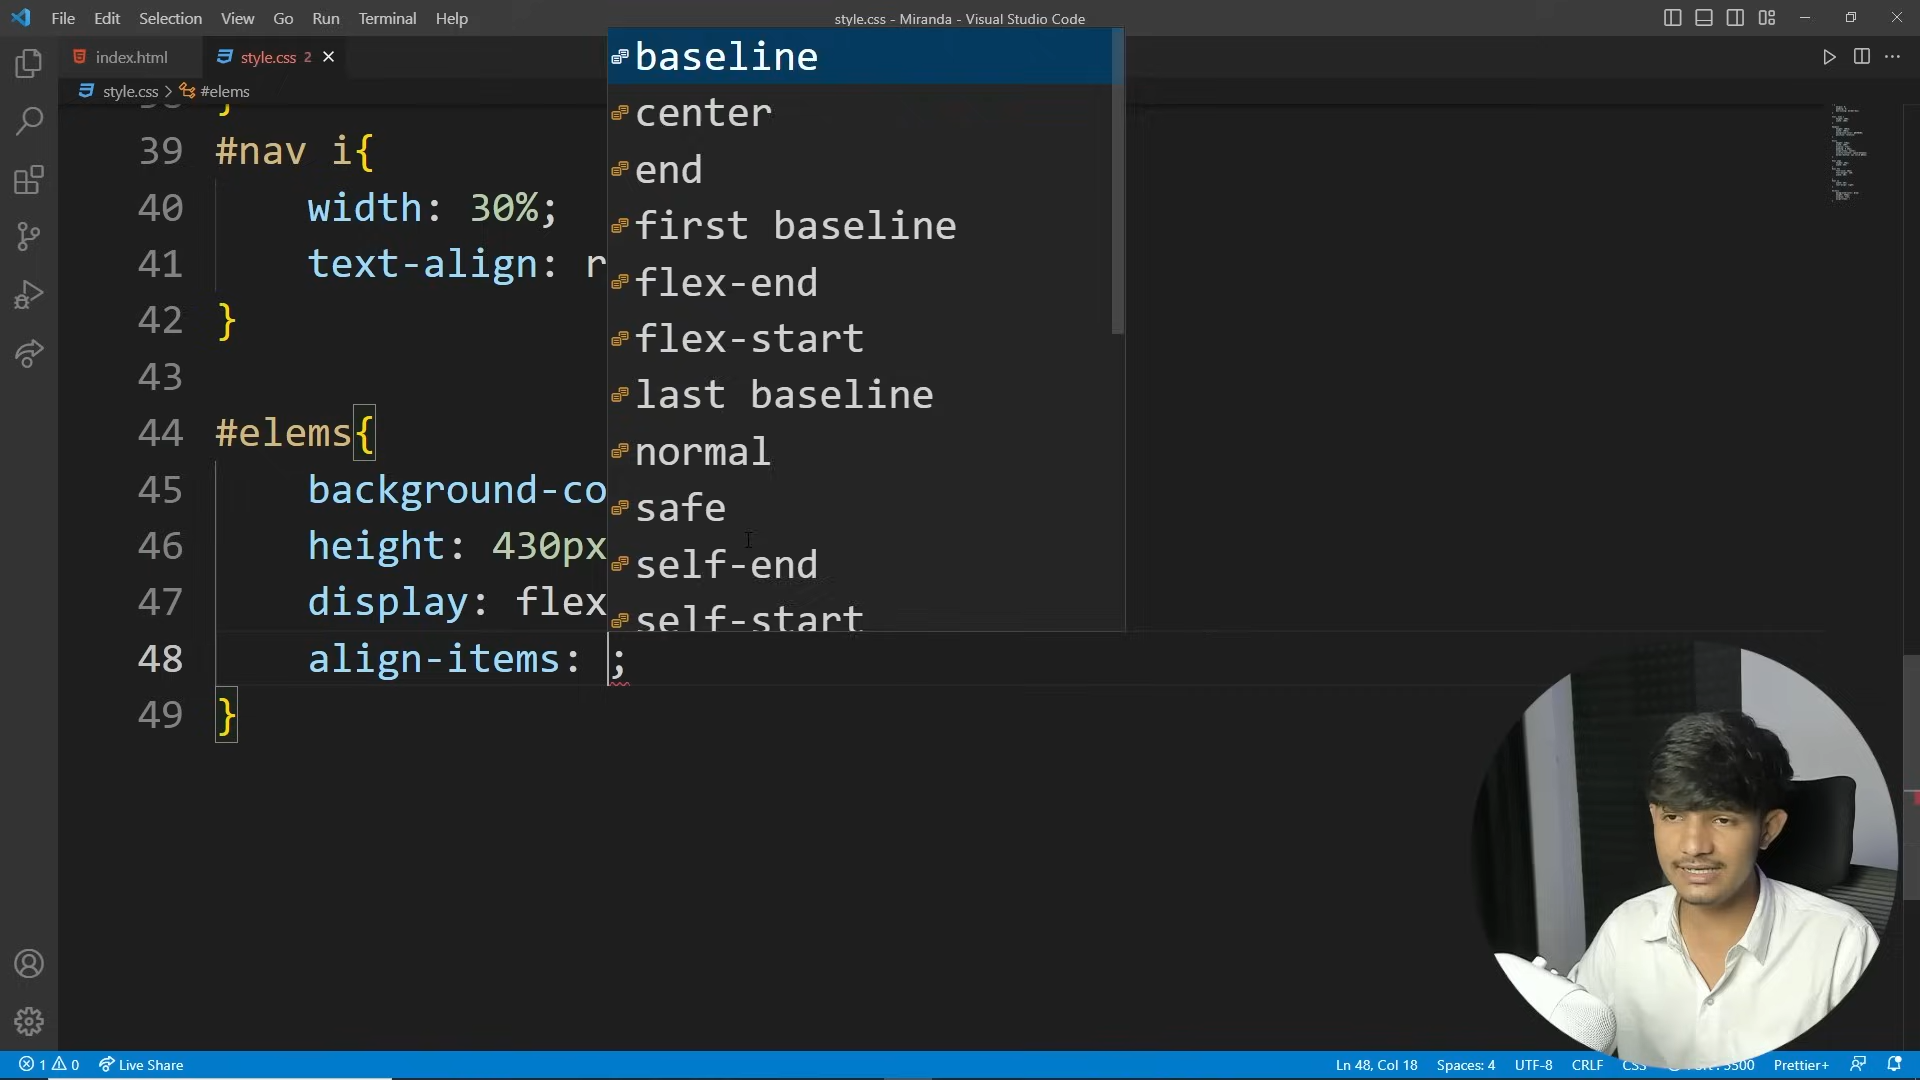 File Edit Selection View Go Run Terminal Help
style.css - Miranda - Visual Studio Code
index.html
style.css 2
style.css > #elems
39 #nav i{
40 width: 30%;
41 text-align: r
42 }
43
44 #elems{
45 background-co
46 height: 430px
47 display: flex
48 align-items: ;
49 }
baseline
center
end
first baseline
flex-end
flex-start
last baseline
normal
safe
self-end
self-start
1 0 Live Share
Ln 48, Col 18 Spaces: 4 UTF-8 CRLF CSS 5500 Prettier+